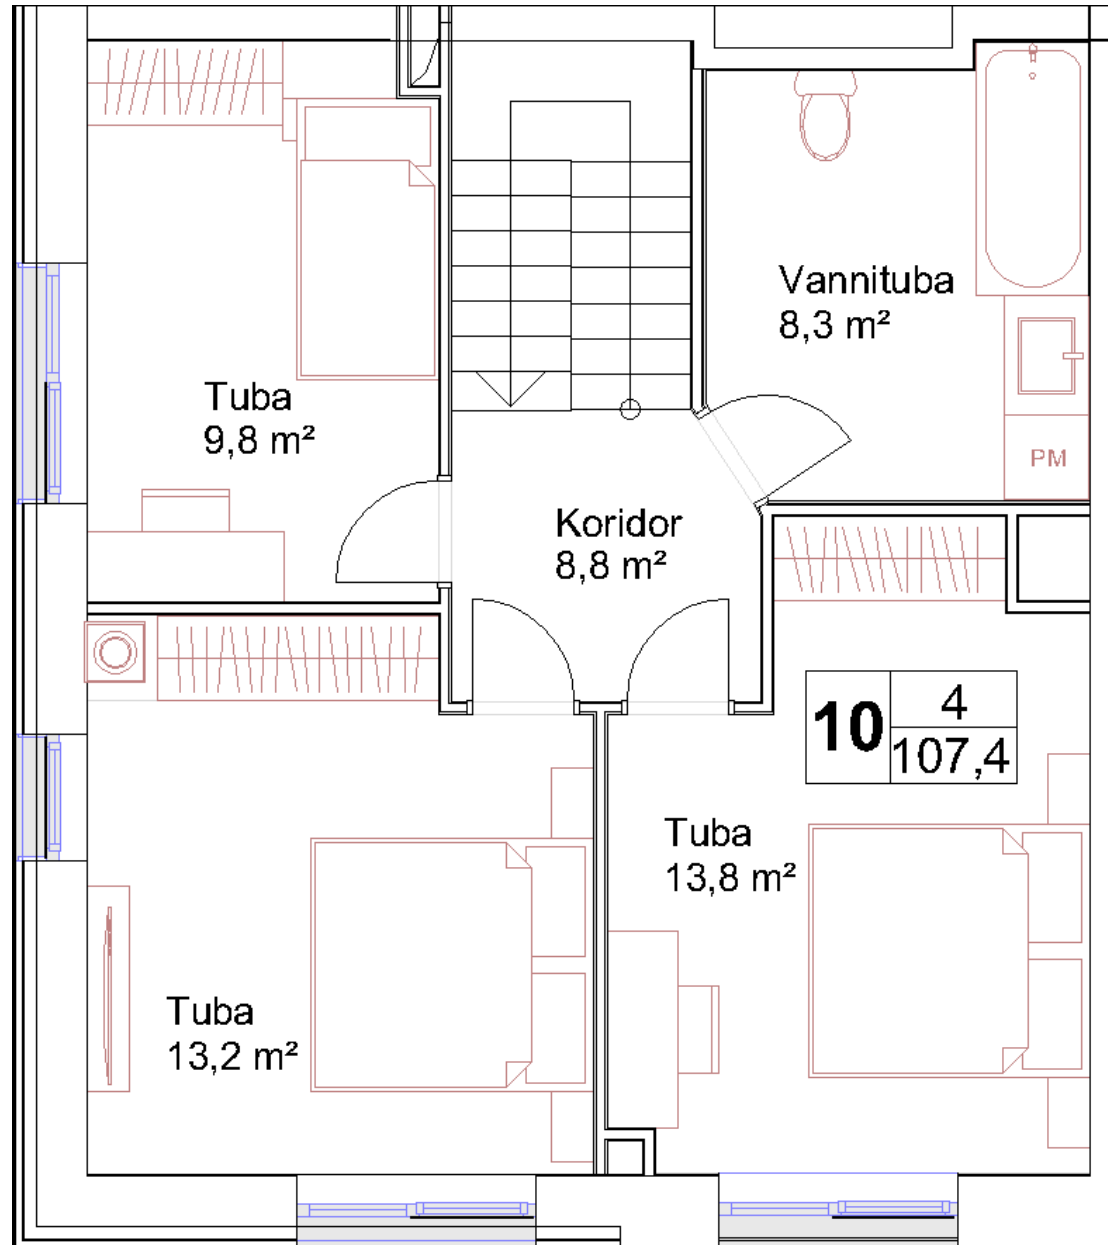 Vannituba
8,3 m²
Tuba
9,8 m²
PM
Koridor
8,8 m²
10
4
107,4
Tuba
13,8 m²
Tuba
13,2 m²